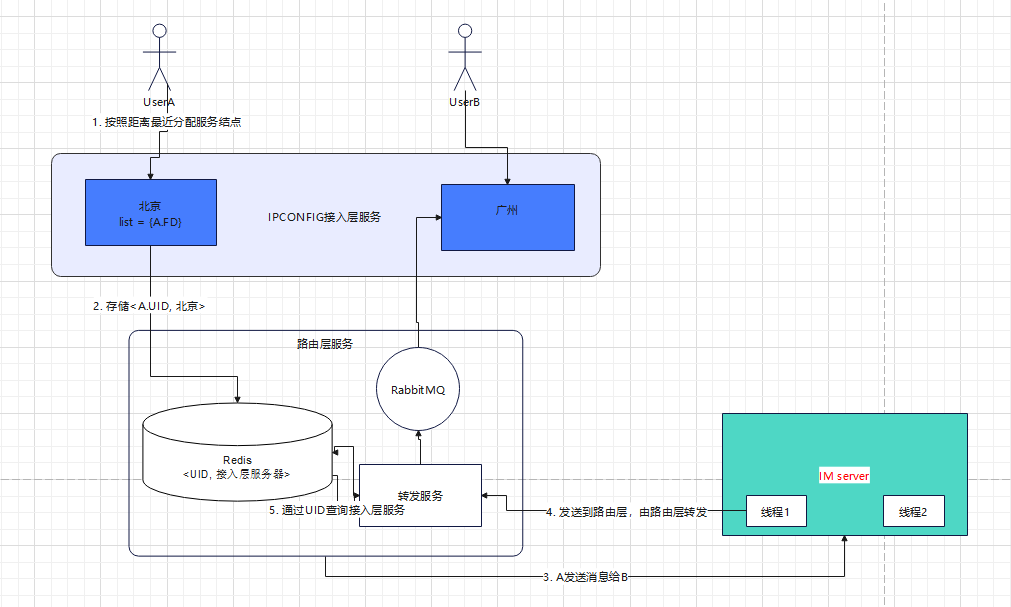 UserA
UserB
1. 按照距离最近分配服务结点
北京
list = {A.FD}
IPCONFIG接入层服务
广州
2. 存储<A.UID, 北京>
路由层服务
RabbitMQ
Redis
<UID, 接入层服务器>
转发服务
5. 通过UID查询接入层服务
IM server
线程1
线程2
4. 发送到路由层，由路由层转发
3. A发送消息给B